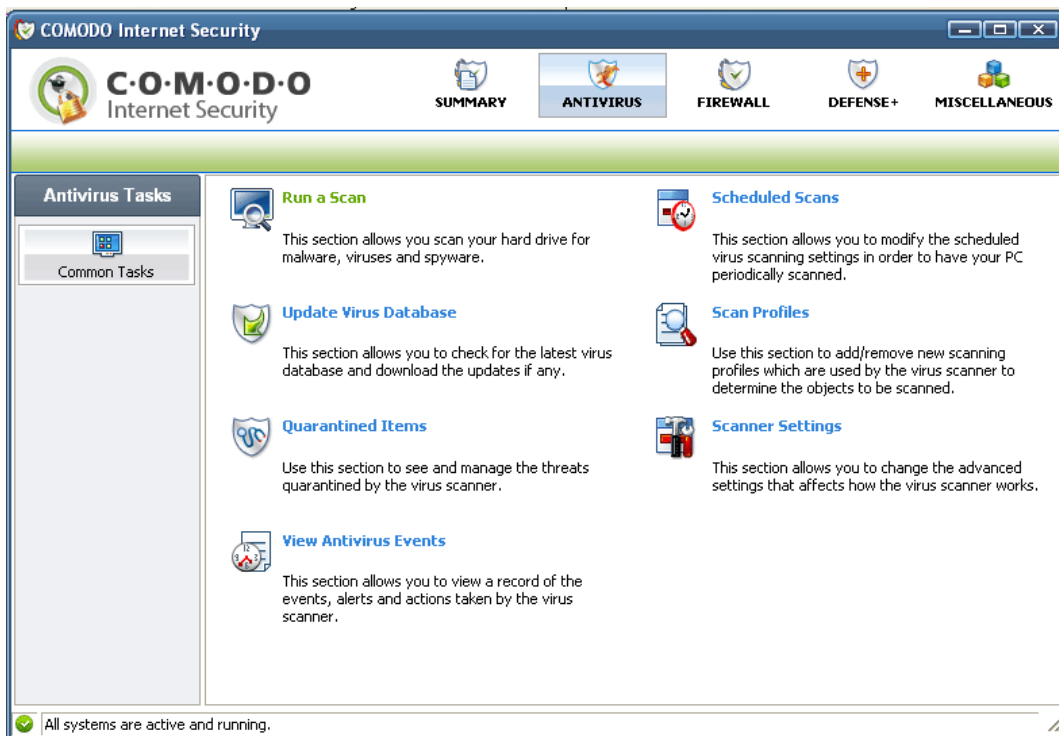 COMODO Internet Security
C·O·M·O·D·O
Internet Security
SUMMARY
ANTIVIRUS
FIREWALL
DEFENSE+
MISCELLANEOUS
Antivirus Tasks
Common Tasks
Run a Scan
This section allows you scan your hard drive for
malware, viruses and spyware.
Update Virus Database
This section allows you to check for the latest virus
database and download the updates if any.
Quarantined Items
Use this section to see and manage the threats
quarantined by the virus scanner.
View Antivirus Events
This section allows you to view a record of the
events, alerts and actions taken by the virus
scanner.
Scheduled Scans
This section allows you to modify the scheduled
virus scanning settings in order to have your PC
periodically scanned.
Scan Profiles
Use this section to add/remove new scanning
profiles which are used by the virus scanner to
determine the objects to be scanned.
Scanner Settings
This section allows you to change the advanced
settings that affects how the virus scanner works.
All systems are active and running.